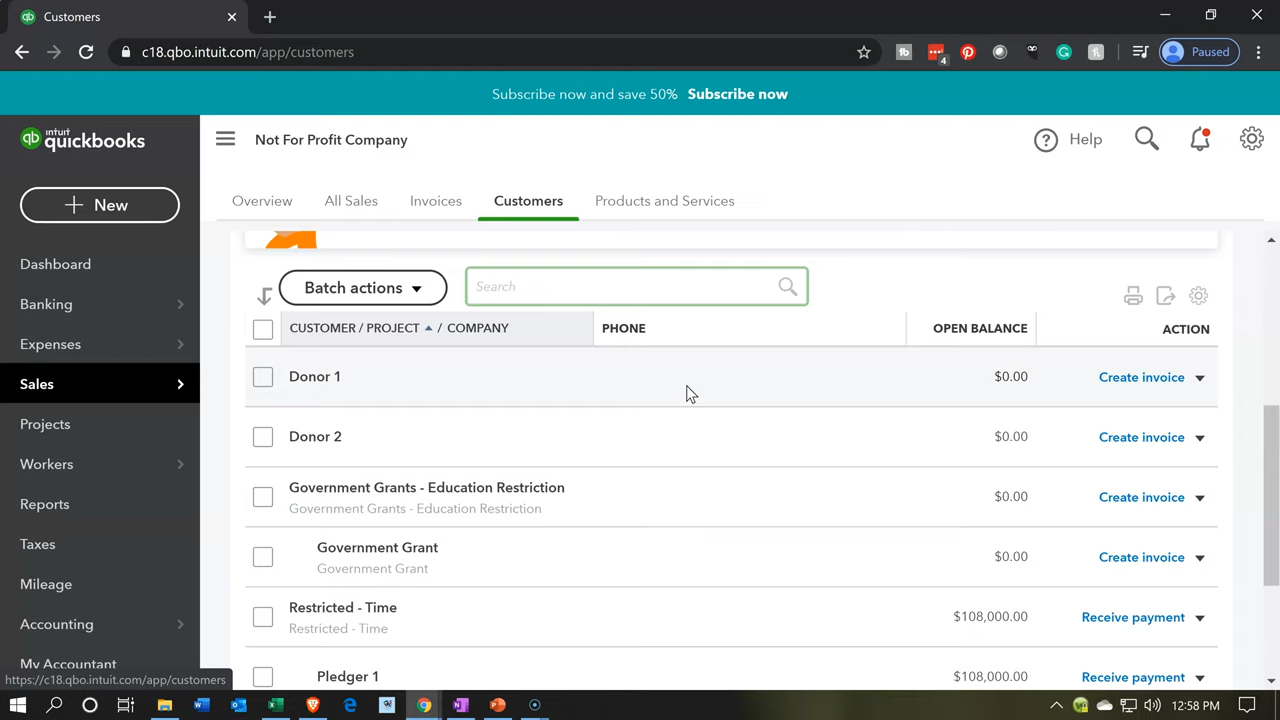 Customers
c18.qbo.intuit.com/app/customers
4
Paused
Subscribe now and save 50% Subscribe now
intuit
quickbooks
Not For Profit Company
Help
New
Overview
All Sales
Invoices
Customers
Products and Services
Dashboard
Banking
Expenses
Sales
Projects
Workers
Reports
Taxes
Mileage
Accounting
My Accountant
Batch actions
Search
CUSTOMER / PROJECT / COMPANY
PHONE
OPEN BALANCE
ACTION
Donor 1
$0.00
Create invoice
Donor 2
$0.00
Create invoice
Government Grants - Education Restriction
Government Grants - Education Restriction
$0.00
Create invoice
Government Grant
Government Grant
$0.00
Create invoice
Restricted - Time
Restricted - Time
$108,000.00
Receive payment
Pledger 1
$108,000.00
Receive payment
https://c18.qbo.intuit.com/app/customers
12:58 PM